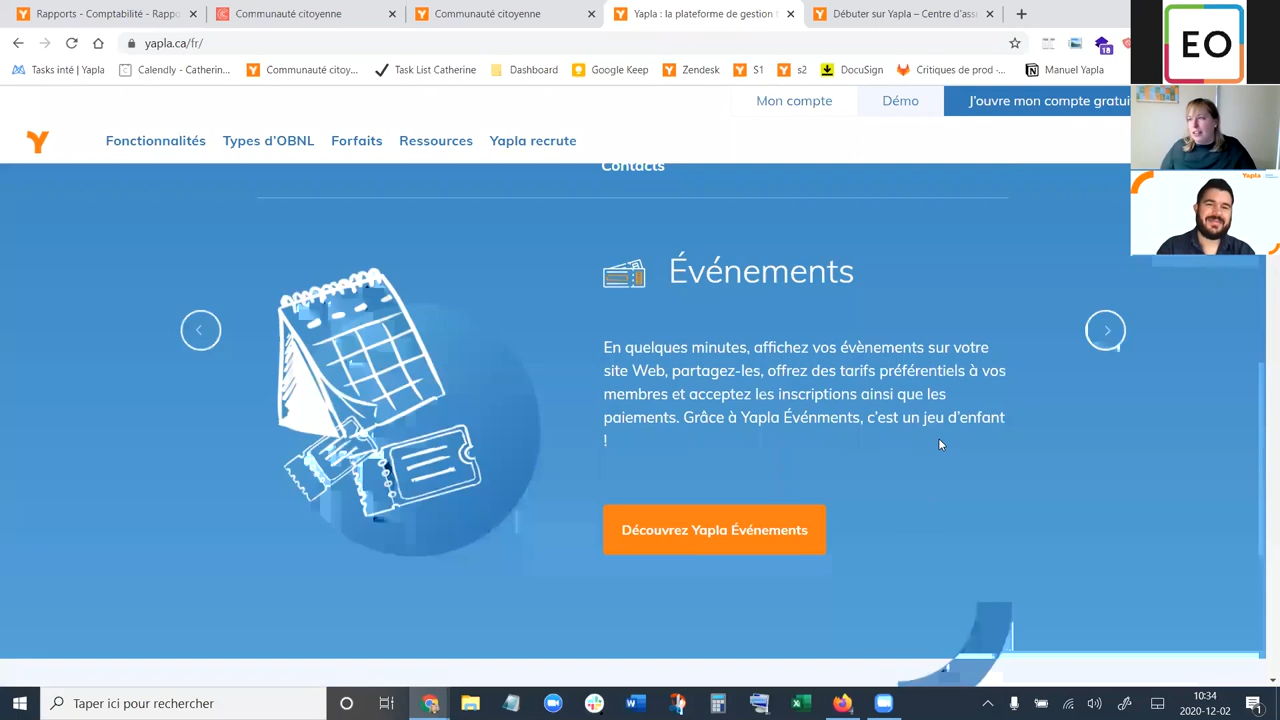 Rapports - Comptabilité - Rappo
Communauté citoyenne
Communauté citoyenne
Yapla : la plateforme de gestion
Débuter sur Yapla – Centre d'ass
yapla.ca/fr/
18
Tasks inté | Yapla
Calendly - Catherin...
Communauté citoy...
Task List Catherine
Dashboard
Google Keep
Zendesk
S1
s2
DocuSign
Critiques de prod -...
Manuel Yapla
EO
Mon compte
Démo
J'ouvre mon compte gratui
Fonctionnalités
Types d'OBNL
Forfaits
Ressources
Yapla recrute
Yapla
Contacts
Événements
En quelques minutes, affichez vos évènements sur votre
site Web, partagez-les, offrez des tarifs préférentiels à vos
membres et acceptez les inscriptions ainsi que les
paiements. Grâce à Yapla Événments, c'est un jeu d'enfant
!
Découvrez Yapla Événements
Taper ici pour rechercher
10:34
2020-12-02
1